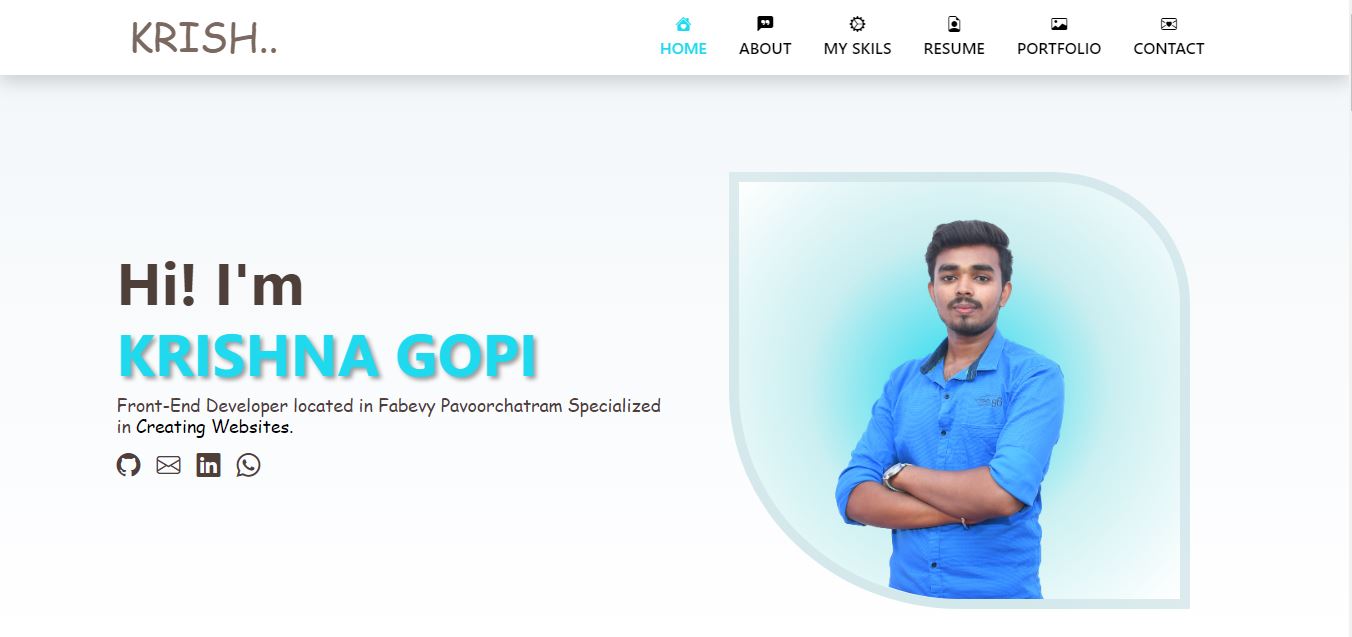 KRISH..
HOME ABOUT MY SKILS RESUME PORTFOLIO CONTACT
Hi! I'm
KRISHNA GOPI
Front-End Developer located in Fabevy Pavoorchatram Specialized
in Creating Websites.
in